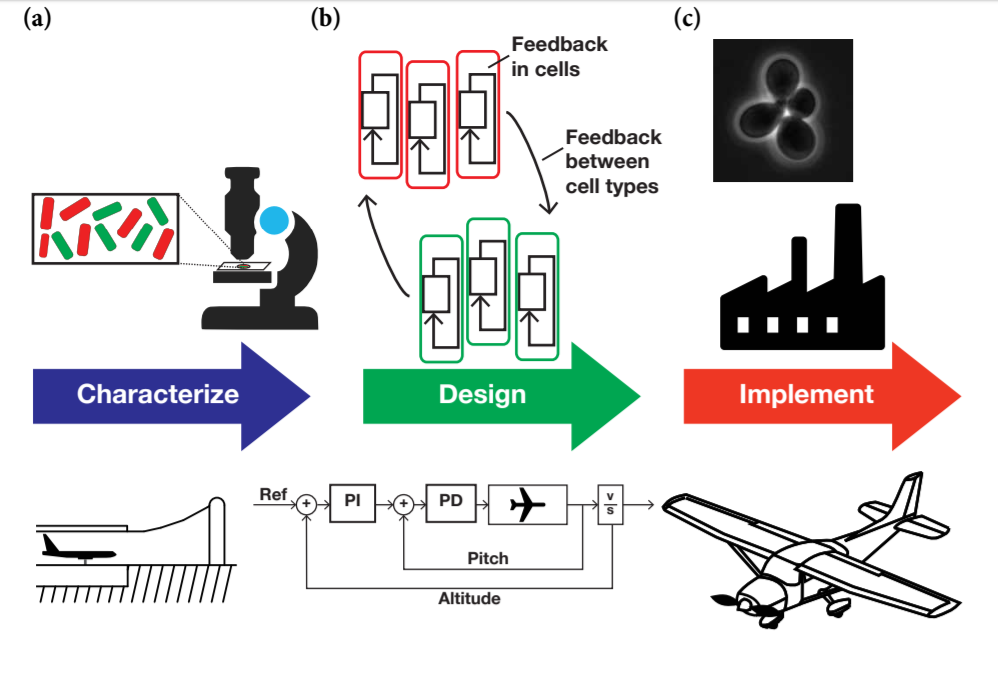 (a)
(b)
(c)
Feedback
in cells
Feedback
between
cell types
Characterize
Design
Implement
Ref
+
PI
+
PD
v
s
Pitch
Altitude